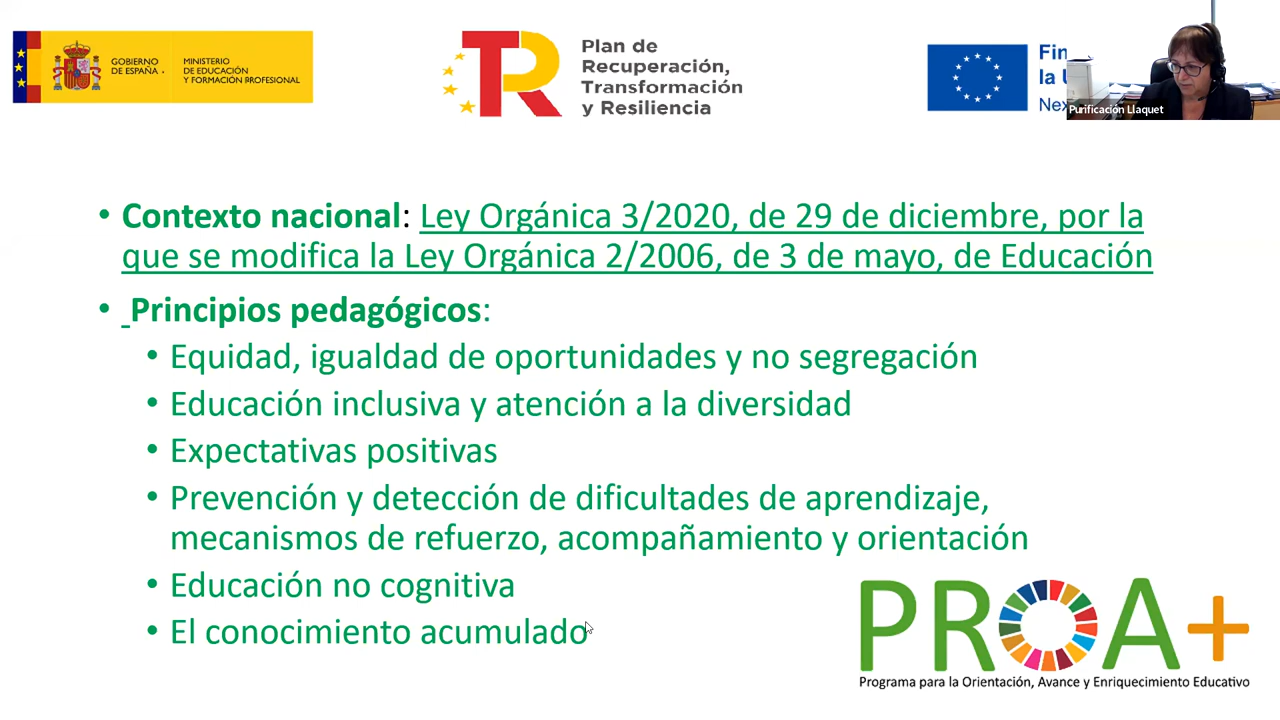 GOBIERNO
DE ESPAÑA
MINISTERIO
DE EDUCACIÓN
Y FORMACIÓN PROFESIONAL
TR
Plan de
Recuperación,
Transformación
y Resiliencia
Purificación Llaquet
• Contexto nacional: Ley Orgánica 3/2020, de 29 de diciembre, por la
que se modifica la Ley Orgánica 2/2006, de 3 de mayo, de Educación
• Principios pedagógicos:
• Equidad, igualdad de oportunidades y no segregación
• Educación inclusiva y atención a la diversidad
• Expectativas positivas
• Prevención y detección de dificultades de aprendizaje,
mecanismos de refuerzo, acompañamiento y orientación
• Educación no cognitiva
• El conocimiento acumulado
PROA+
Programa para la Orientación, Avance y Enriquecimiento Educativo